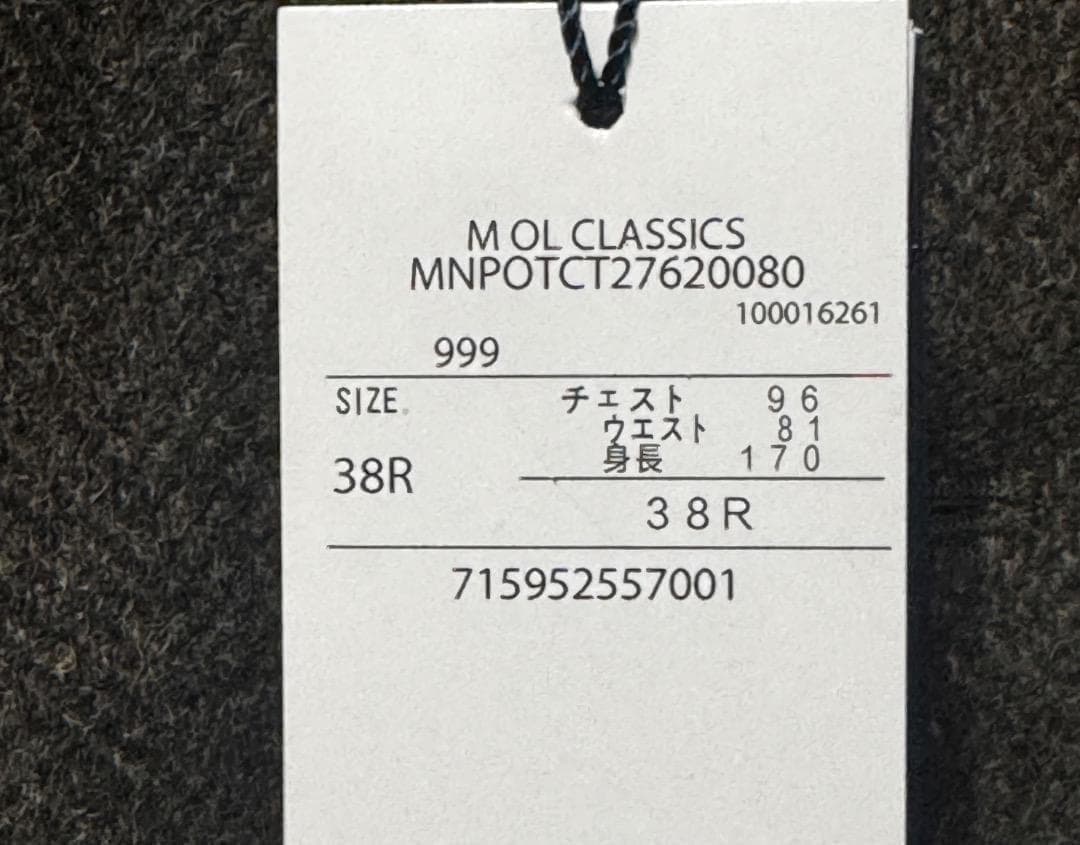 M OL CLASSICS
MNPOTCT27620080
100016261
999
SIZE.
チェスト 96
ウエスト 81
身長 170
38R
38R
715952557001